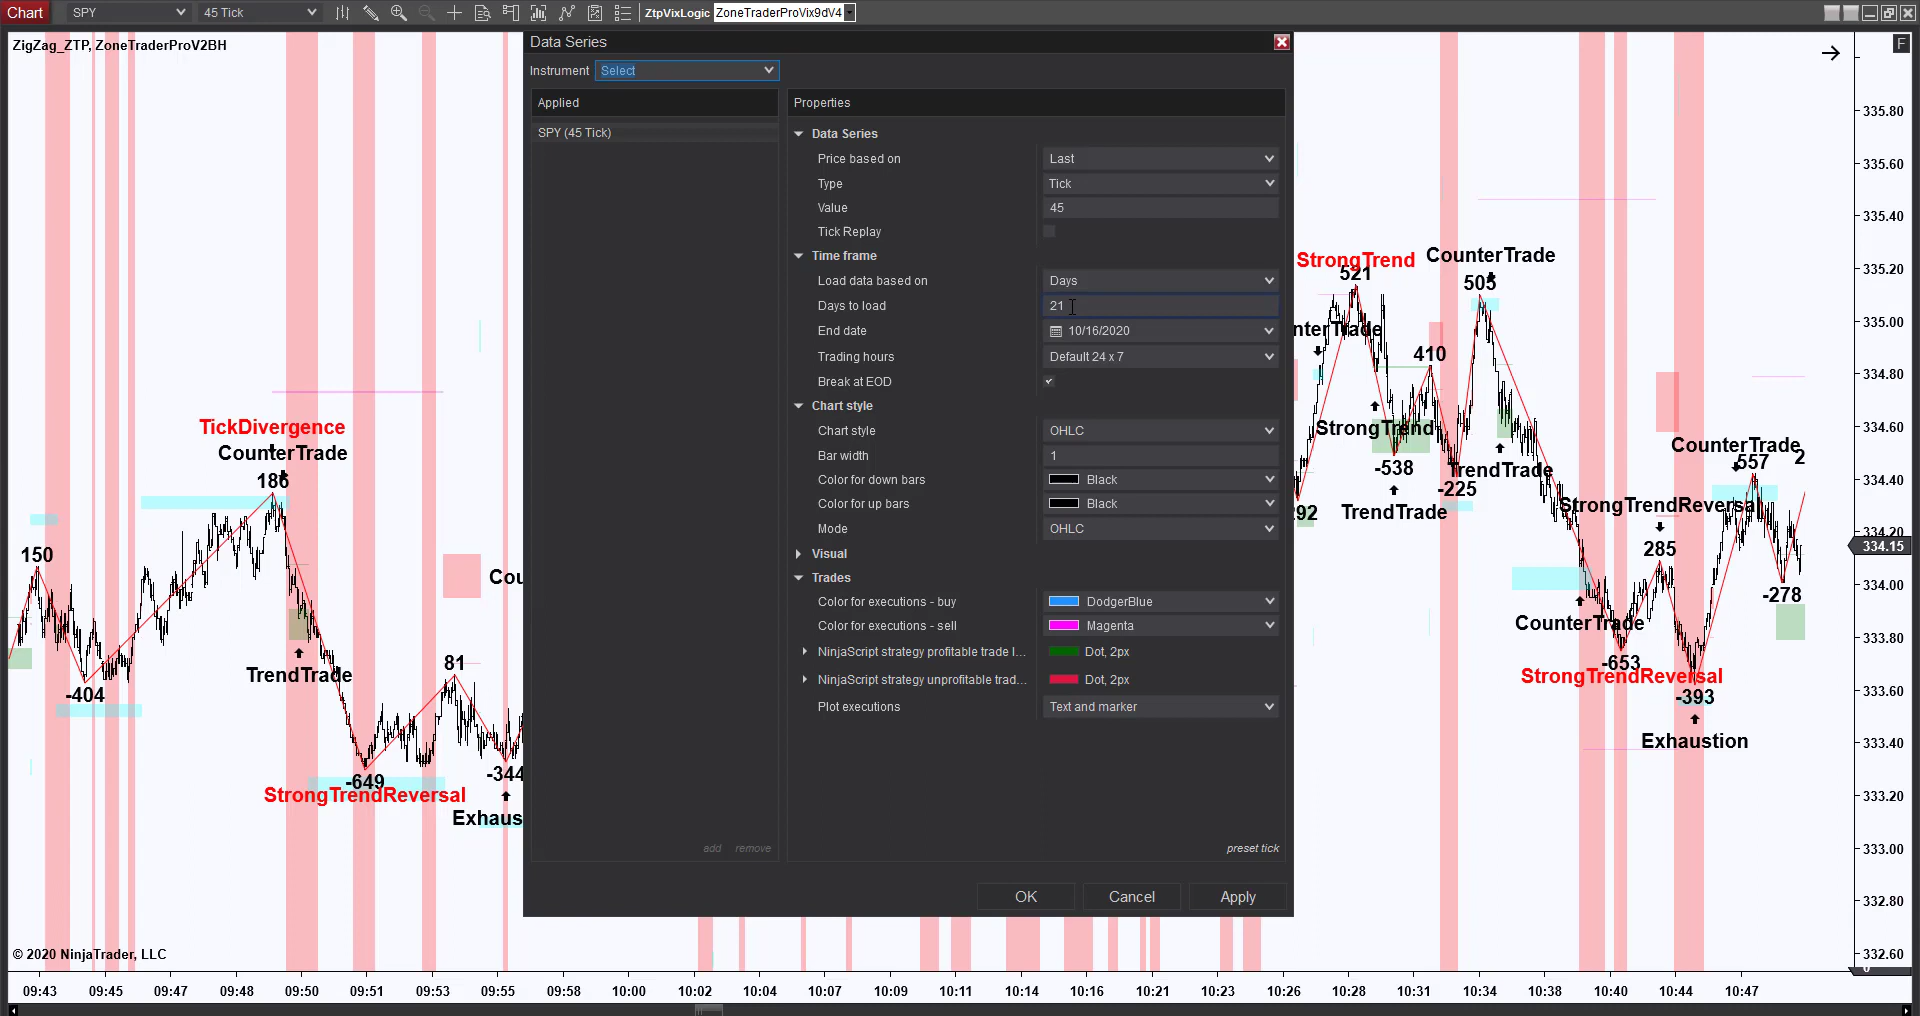 Chart SPY 45 Tick ZtpVixLogic ZoneTraderProVix9dV4
ZigZag_ZTP, ZoneTraderProV2BH
F
Data Series
Instrument Select
Applied
SPY (45 Tick)
add remove
Properties
Data Series
Price based on Last
Type Tick
Value 45
Tick Replay
Time frame
Load data based on Days
Days to load 21
End date 10/16/2020
Trading hours Default 24 x 7
Break at EOD
Chart style
Chart style OHLC
Bar width 1
Color for down bars Black
Color for up bars Black
Mode OHLC
Visual
Trades
Color for executions - buy DodgerBlue
Color for executions - sell Magenta
NinjaScript strategy profitable trade l... Dot, 2px
NinjaScript strategy unprofitable trad... Dot, 2px
Plot executions Text and marker
preset tick
OK Cancel Apply
150
-404
TickDivergence
CounterTrade
186
TrendTrade
-649
StrongTrendReversal
81
Cou
-344
Exhaus
StrongTrend
521
nterTrade
292
StrongTrend
410
-538
TrendTrade
CounterTrade
505
TrendTrade
-225
CounterTrade
557
2
StrongTrendReversal
285
CounterTrade
-653
StrongTrendReversal
-393
Exhaustion
-278
335.80
335.60
335.40
335.20
335.00
334.80
334.60
334.40
334.20
334.15
334.00
333.80
333.60
333.40
333.20
333.00
332.80
332.60
0
© 2020 NinjaTrader, LLC
09:43 09:45 09:47 09:48 09:50 09:51 09:53 09:55 09:58 10:00 10:02 10:04 10:07 10:09 10:11 10:14 10:16 10:21 10:23 10:26 10:28 10:31 10:34 10:38 10:40 10:44 10:47